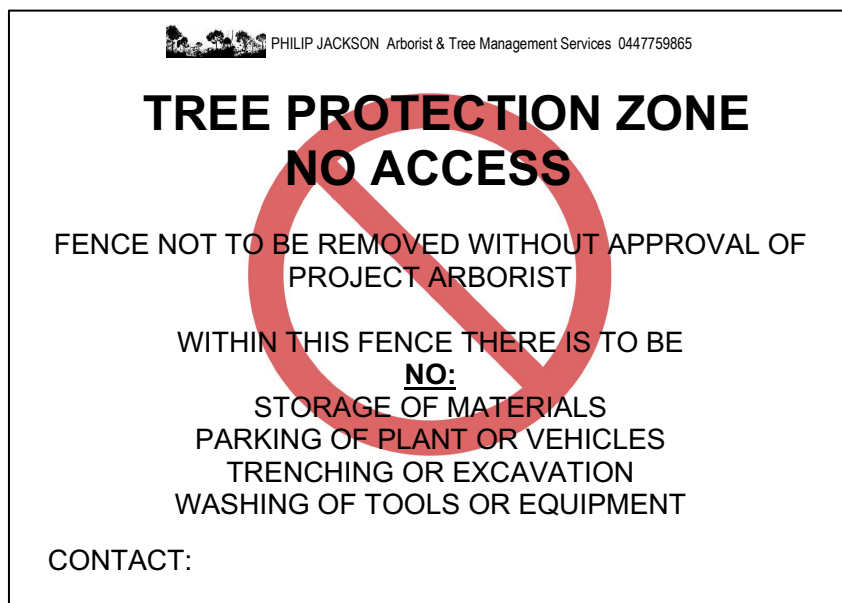 PHILIP JACKSON Arborist & Tree Management Services 0447759865
TREE PROTECTION ZONE
NO ACCESS
FENCE NOT TO BE REMOVED WITHOUT APPROVAL OF
PROJECT ARBORIST
WITHIN THIS FENCE THERE IS TO BE
NO:
STORAGE OF MATERIALS
PARKING OF PLANT OR VEHICLES
TRENCHING OR EXCAVATION
WASHING OF TOOLS OR EQUIPMENT
CONTACT: